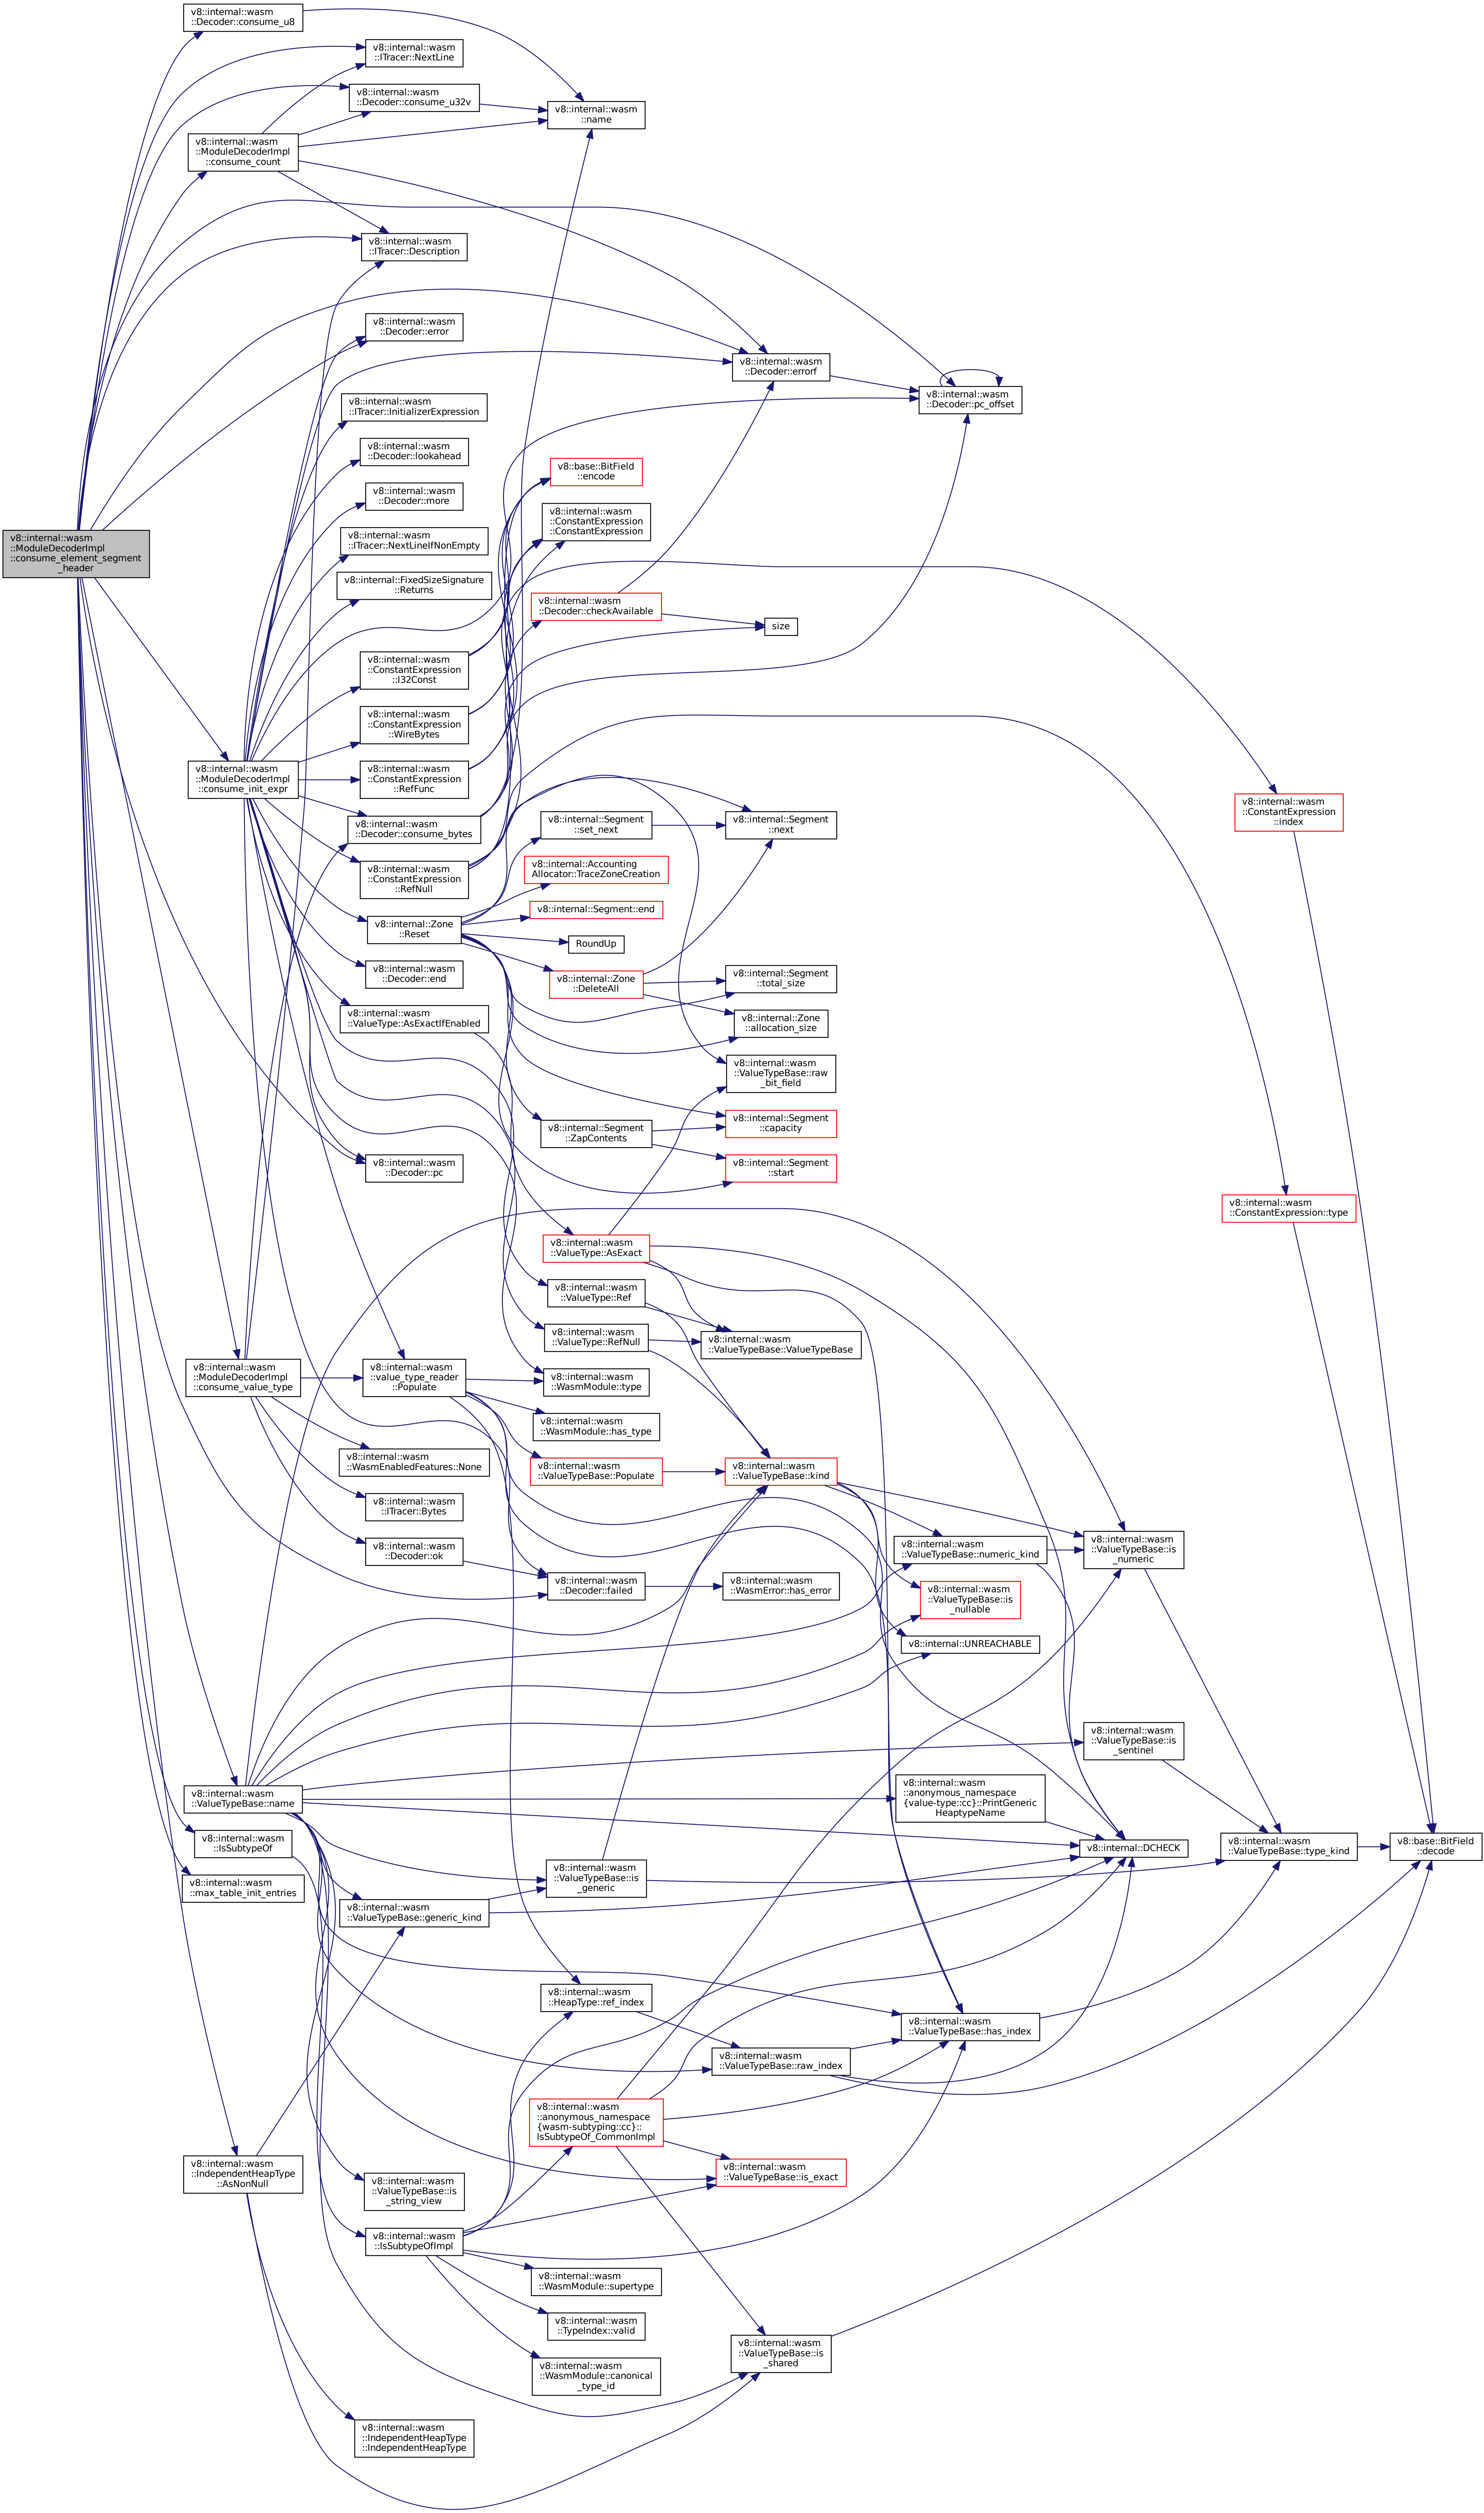 v8::internal::wasm
::Decoder::consume_u8
v8::internal::wasm
::ITracer::NextLine
v8::internal::wasm
::Decoder::consume_u32v
v8::internal::wasm
::name
v8::internal::wasm
::ModuleDecoderImpl
::consume_count
v8::internal::wasm
::ITracer::Description
v8::internal::wasm
::Decoder::error
v8::internal::wasm
::Decoder::errorf
v8::internal::wasm
::Decoder::pc_offset
v8::internal::wasm
::ITracer::InitializerExpression
v8::internal::wasm
::Decoder::lookahead
v8::base::BitField
::encode
v8::internal::wasm
::Decoder::more
v8::internal::wasm
::ConstantExpression
::ConstantExpression
v8::internal::wasm
::ModuleDecoderImpl
::consume_element_segment
_header
v8::internal::wasm
::ITracer::NextLineIfNonEmpty
v8::internal::FixedSizeSignature
::Returns
v8::internal::wasm
::Decoder::checkAvailable
size
v8::internal::wasm
::ConstantExpression
::I32Const
v8::internal::wasm
::ConstantExpression
::WireBytes
v8::internal::wasm
::ModuleDecoderImpl
::consume_init_expr
v8::internal::wasm
::ConstantExpression
::RefFunc
v8::internal::wasm
::ConstantExpression
::index
v8::internal::wasm
::Decoder::consume_bytes
v8::internal::Segment
::set_next
v8::internal::Segment
::next
v8::internal::wasm
::ConstantExpression
::RefNull
v8::internal::Accounting
Allocator::TraceZoneCreation
v8::internal::Segment::end
v8::internal::Zone
::Reset
RoundUp
v8::internal::wasm
::Decoder::end
v8::internal::Zone
::DeleteAll
v8::internal::Segment
::total_size
v8::internal::wasm
::ValueType::AsExactIfEnabled
v8::internal::Zone
::allocation_size
v8::internal::wasm
::ValueTypeBase::raw
_bit_field
v8::internal::Segment
::ZapContents
v8::internal::Segment
::capacity
v8::internal::wasm
::Decoder::pc
v8::internal::Segment
::start
v8::internal::wasm
::ConstantExpression::type
v8::internal::wasm
::ValueType::AsExact
v8::internal::wasm
::ValueType::Ref
v8::internal::wasm
::ValueType::RefNull
v8::internal::wasm
::ValueTypeBase::ValueTypeBase
v8::internal::wasm
::ModuleDecoderImpl
::consume_value_type
v8::internal::wasm
::value_type_reader
::Populate
v8::internal::wasm
::WasmModule::type
v8::internal::wasm
::WasmModule::has_type
v8::internal::wasm
::WasmEnabledFeatures::None
v8::internal::wasm
::ValueTypeBase::Populate
v8::internal::wasm
::ValueTypeBase::kind
v8::internal::wasm
::ITracer::Bytes
v8::internal::wasm
::Decoder::ok
v8::internal::wasm
::ValueTypeBase::numeric_kind
v8::internal::wasm
::ValueTypeBase::is
_numeric
v8::internal::wasm
::Decoder::failed
v8::internal::wasm
::WasmError::has_error
v8::internal::wasm
::ValueTypeBase::is
_nullable
v8::internal::UNREACHABLE
v8::internal::wasm
::ValueTypeBase::is
_sentinel
v8::internal::wasm
::ValueTypeBase::name
v8::internal::wasm
::anonymous_namespace
{value-type::cc}::PrintGeneric
HeaptypeName
v8::internal::wasm
::IsSubtypeOf
v8::internal::DCHECK
v8::internal::wasm
::ValueTypeBase::type_kind
v8::base::BitField
::decode
v8::internal::wasm
::max_table_init_entries
v8::internal::wasm
::ValueTypeBase::is
_generic
v8::internal::wasm
::ValueTypeBase::generic_kind
v8::internal::wasm
::HeapType::ref_index
v8::internal::wasm
::ValueTypeBase::has_index
v8::internal::wasm
::ValueTypeBase::raw_index
v8::internal::wasm
::anonymous_namespace
{wasm-subtyping::cc}::
IsSubtypeOf_CommonImpl
v8::internal::wasm
::IndependentHeapType
::AsNonNull
v8::internal::wasm
::ValueTypeBase::is_exact
v8::internal::wasm
::ValueTypeBase::is
_string_view
v8::internal::wasm
::IsSubtypeOfImpl
v8::internal::wasm
::WasmModule::supertype
v8::internal::wasm
::TypeIndex::valid
v8::internal::wasm
::ValueTypeBase::is
_shared
v8::internal::wasm
::WasmModule::canonical
_type_id
v8::internal::wasm
::IndependentHeapType
::IndependentHeapType